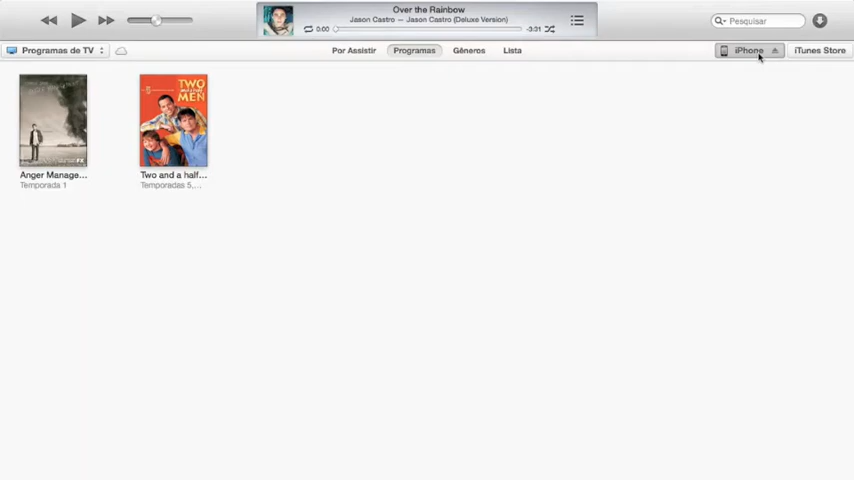 Over the Rainbow
Jason Castro — Jason Castro (Deluxe Version)
0:00
-3:31
Pesquisar
Programas de TV
Por Assistir
Programas
Gêneros
Lista
iPhone
iTunes Store
FX
TWO
and a half
MEN
Anger Manage...
Two and a half...
Temporada 1
Temporadas 5,...